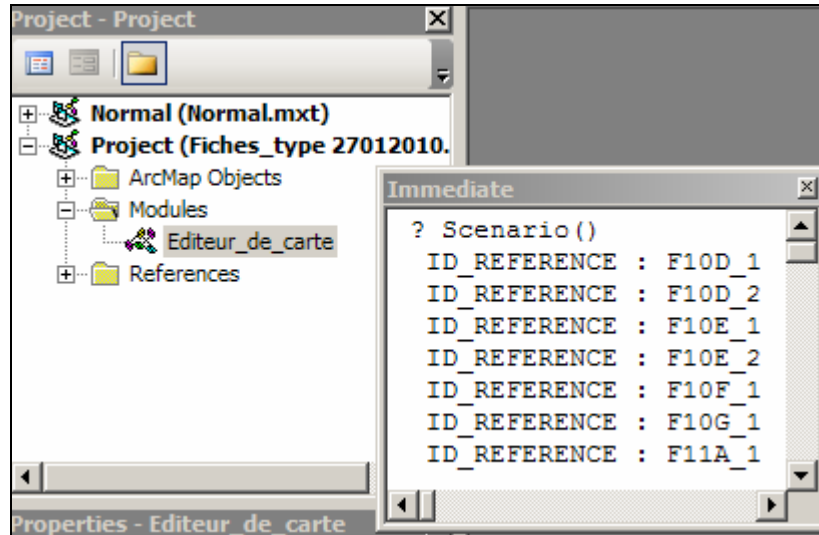 Project - Project
Normal (Normal.mxt)
Project (Fiches_type 27012010.
ArcMap Objects
Modules
Editeur_de_carte
References
Immediate
? Scenario()
ID_REFERENCE : F10D_1
ID_REFERENCE : F10D_2
ID_REFERENCE : F10E_1
ID_REFERENCE : F10E_2
ID_REFERENCE : F10F_1
ID_REFERENCE : F10G_1
ID_REFERENCE : F11A_1
Properties - Editeur_de_carte